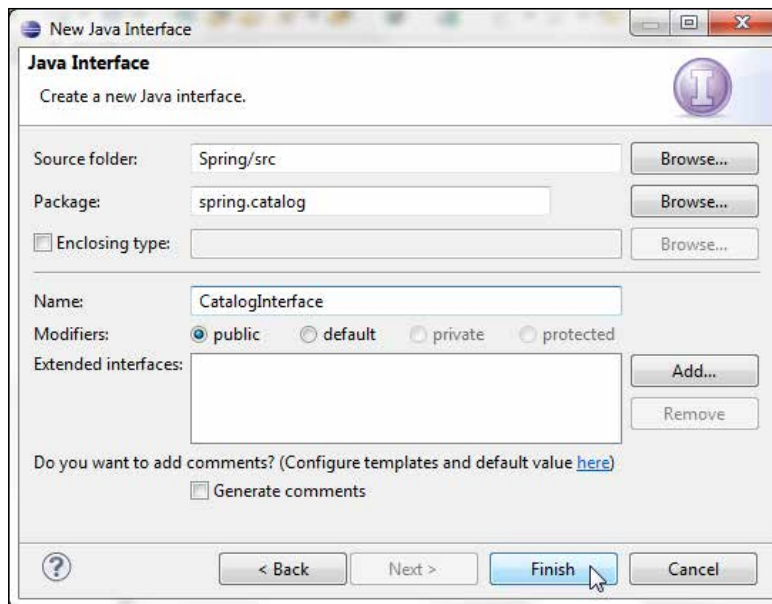 New Java Interface
Java Interface
Create a new Java interface.
I
Source folder: Spring/src Browse...
Package: spring.catalog Browse...
Enclosing type: Browse...
Name: CatalogInterface
Modifiers: public default private protected
Extended interfaces: Add...
Remove
Do you want to add comments? (Configure templates and default value here)
Generate comments
? < Back Next > Finish Cancel